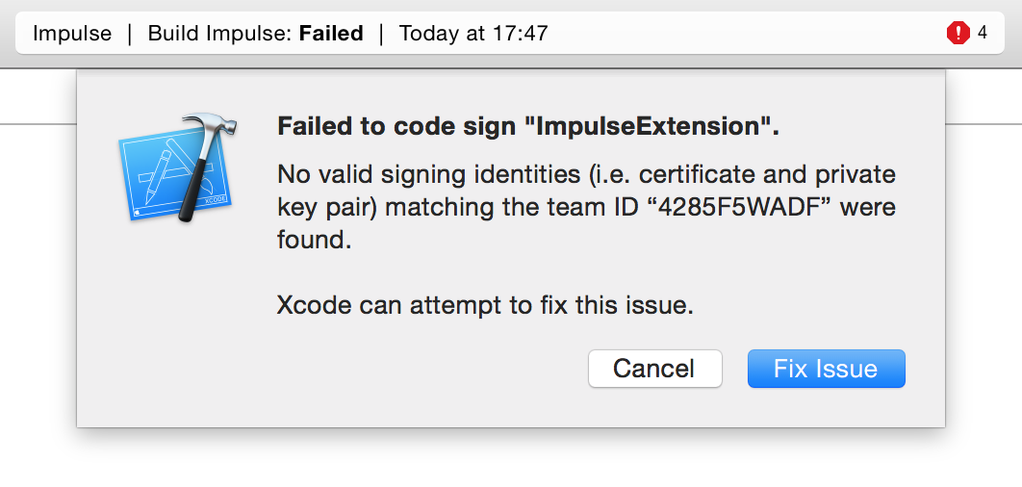 Impulse | Build Impulse: Failed | Today at 17:47 4
Failed to code sign "ImpulseExtension".
No valid signing identities (i.e. certificate and private
key pair) matching the team ID “4285F5WADF” were
found.
Xcode can attempt to fix this issue.
XCODE
Cancel Fix Issue